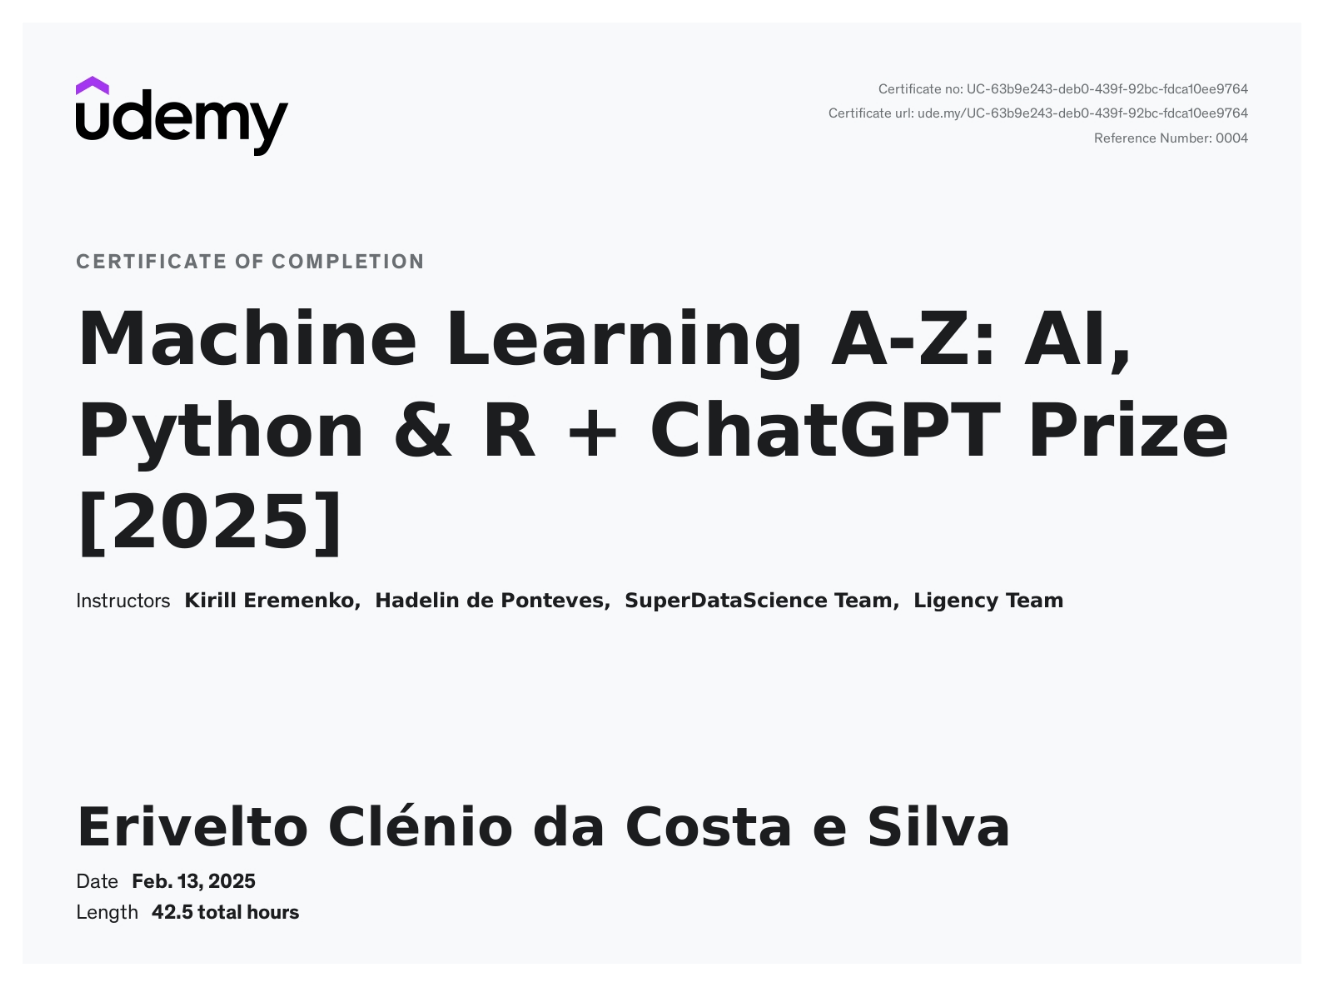 udemy
Certificate no: UC-63b9e243-deb0-439f-92bc-fdca10ee9764
Certificate url: ude.my/UC-63b9e243-deb0-439f-92bc-fdca10ee9764
Reference Number: 0004
CERTIFICATE OF COMPLETION
Machine Learning A-Z: AI,
Python & R + ChatGPT Prize
[2025]
Instructors Kirill Eremenko, Hadelin de Ponteves, SuperDataScience Team, Ligency Team
Erivelto Clénio da Costa e Silva
Date Feb. 13, 2025
Length 42.5 total hours